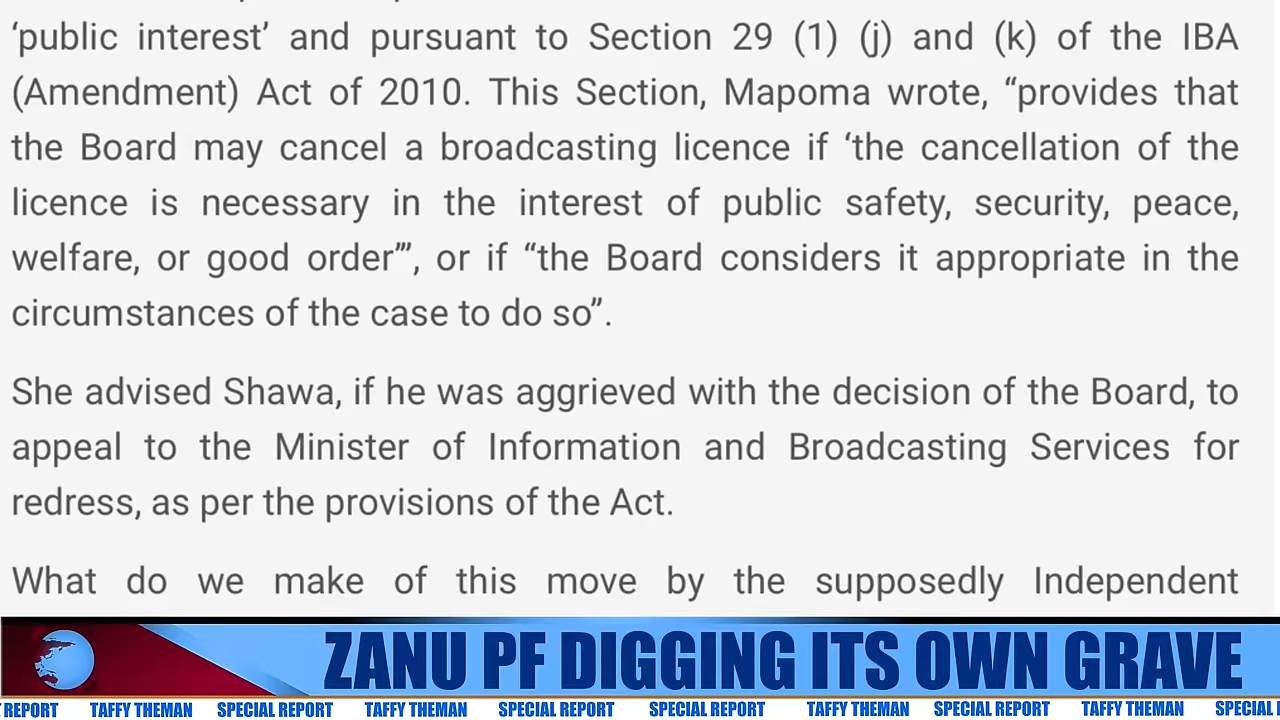 ‘public interest’ and pursuant to Section 29 (1) (j) and (k) of the IBA
(Amendment) Act of 2010. This Section, Mapoma wrote, “provides that
the Board may cancel a broadcasting licence if ‘the cancellation of the
licence is necessary in the interest of public safety, security, peace,
welfare, or good order’”, or if “the Board considers it appropriate in the
circumstances of the case to do so”.
She advised Shawa, if he was aggrieved with the decision of the Board, to
appeal to the Minister of Information and Broadcasting Services for
redress, as per the provisions of the Act.
What do we make of this move by the supposedly Independent
ZANU PF DIGGING ITS OWN GRAVE
REPORT TAFFY THEMAN SPECIAL REPORT TAFFY THEMAN SPECIAL REPORT SPECIAL REPORT TAFFY THEMAN SPECIAL REPORT TAFFY THEMAN SPECIAL